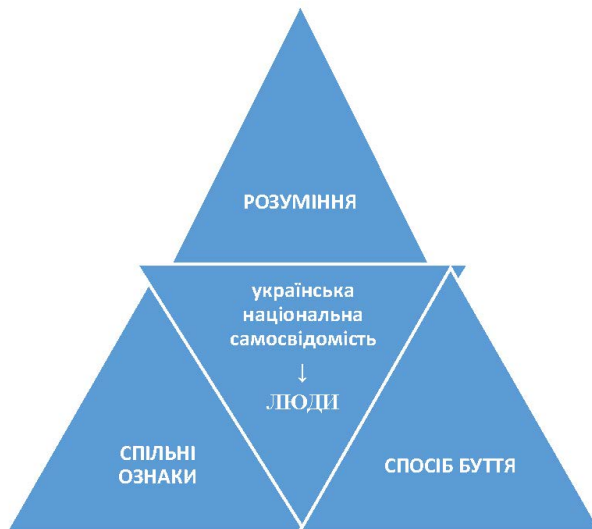 РОЗУМІННЯ
українська
національна
самосвідомість
↓
ЛЮДИ
СПІЛЬНІ
ОЗНАКИ
СПОСІБ БУТТЯ